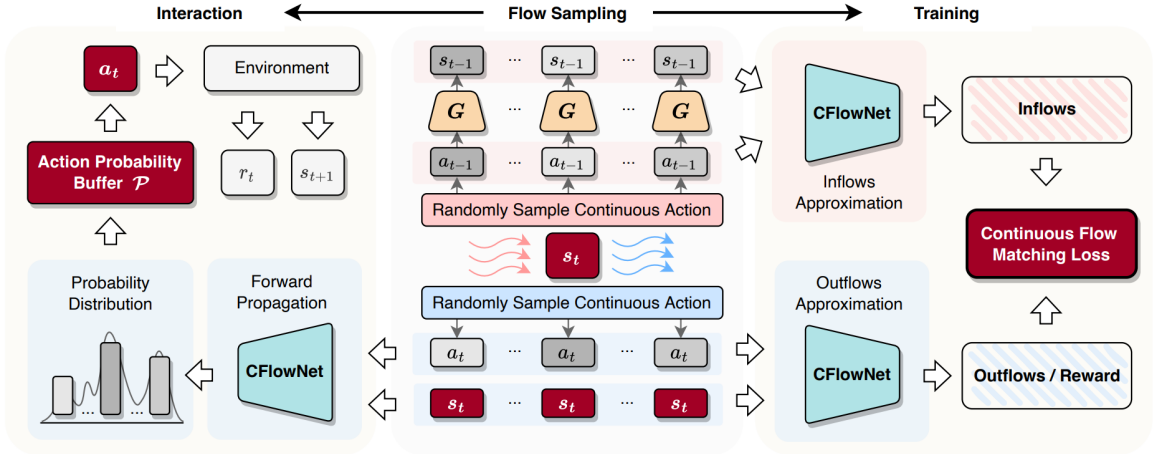 Interaction
Flow Sampling
Training
a_t
Environment
Action Probability
Buffer 𝒫
r_t
s_{t+1}
Probability
Distribution
... ...
Forward
Propagation
CFlowNet
s_{t−1} ... s_{t−1} ... s_{t−1}
G ... G ... G
a_{t−1} ... a_{t−1} ... a_{t−1}
Randomly Sample Continuous Action
s_t
Randomly Sample Continuous Action
a_t ... a_t ... a_t
s_t ... s_t ... s_t
CFlowNet
Inflows
Approximation
Inflows
Continuous Flow
Matching Loss
Outflows
Approximation
CFlowNet
Outflows / Reward